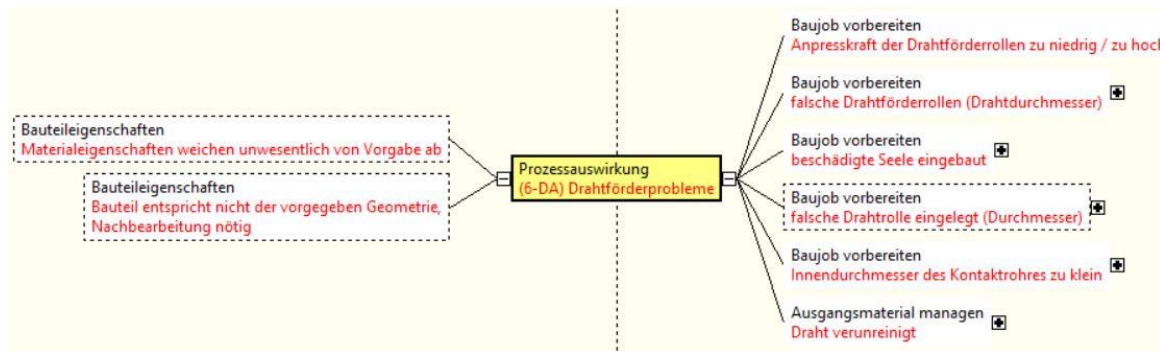 Bauteileigenschaften
Materialeigenschaften weichen unwesentlich von Vorgabe ab
Bauteileigenschaften
Bauteil entspricht nicht der vorgegeben Geometrie,
Nachbearbeitung nötig
Prozessauswirkung
(6-DA) Drahtförderprobleme
Baujob vorbereiten
Anpresskraft der Drahtförderrollen zu niedrig / zu hoch
Baujob vorbereiten
falsche Drahtförderrollen (Drahtdurchmesser)
Baujob vorbereiten
beschädigte Seele eingebaut
Baujob vorbereiten
falsche Drahtrolle eingelegt (Durchmesser)
Baujob vorbereiten
Innendurchmesser des Kontaktrohres zu klein
Ausgangsmaterial managen
Draht verunreinigt